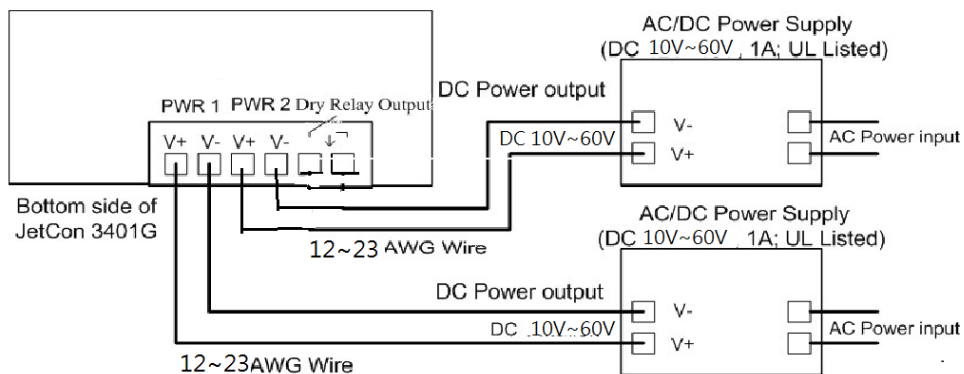 AC/DC Power Supply
(DC 10V~60V , 1A; UL Listed)
DC Power output
PWR 1 PWR 2 Dry Relay Output
V+ V- V+ V-
V-
DC 10V~60V
V+
AC Power input
Bottom side of
JetCon 3401G
12~23 AWG Wire
AC/DC Power Supply
(DC 10V~60V , 1A; UL Listed)
DC Power output
V-
DC 10V~60V
V+
AC Power input
12~23AWG Wire